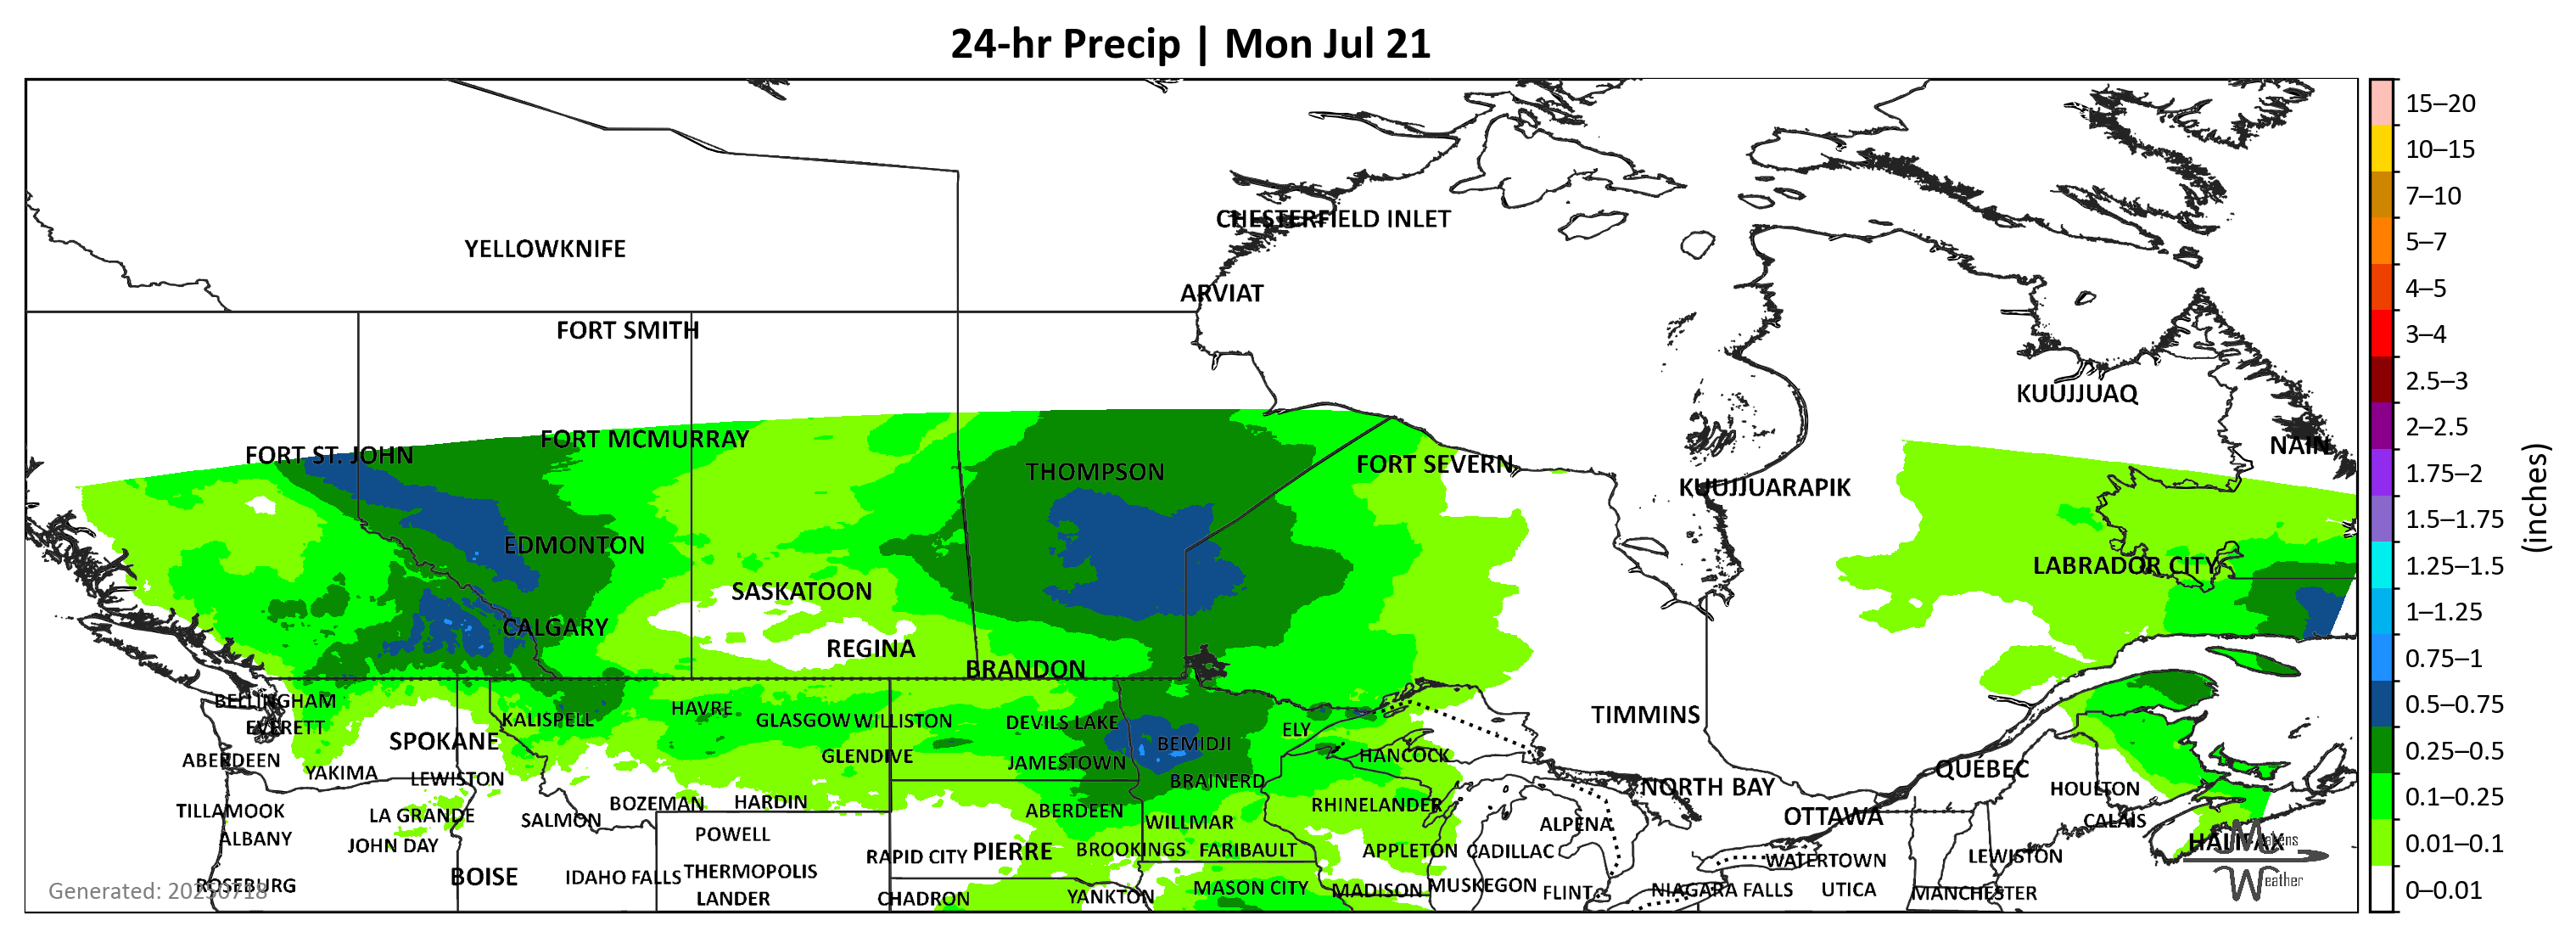 24-hr Precip | Mon Jul 21
CHESTERFIELD INLET
YELLOWKNIFE
ARVIAT
FORT SMITH
KUUJJUAQ
FORT MCMURRAY
NAIN
FORT ST. JOHN
FORT SEVERN
THOMPSON
KUUJJUARAPIK
EDMONTON
LABRADOR CITY
SASKATOON
CALGARY
REGINA
BRANDON
BELLINGHAM
HAVRE
TIMMINS
KALISPELL
GLASGOW WILLISTON
DEVILS LAKE
EVERETT
ELY
SPOKANE
BEMIDJI
GLENDIVE
HANCOCK
ABERDEEN
JAMESTOWN
QUÉBEC
YAKIMA
LEWISTON
BRAINERD
NORTH BAY
HOULTON
BOZEMAN
HARDIN
RHINELANDER
TILLAMOOK
LA GRANDE
ABERDEEN
OTTAWA
SALMON
WILLMAR
ALPENA
CALAIS
ALBANY
POWELL
JOHN DAY
HALIFAX
BROOKINGS
FARIBAULT
APPLETON
CADILLAC
RAPID CITY
PIERRE
WATERTOWN
LEWISTON
THERMOPOLIS
BOISE
IDAHO FALLS
ROSEBURG
MASON CITY
MADISON
MUSKEGON
FLINT
NIAGARA FALLS
UTICA
MANCHESTER
LANDER
CHADRON
YANKTON
Generated: 20250718
Weather
15–20
10–15
7–10
5–7
4–5
3–4
2.5–3
2–2.5
1.75–2
1.5–1.75
1.25–1.5
1–1.25
0.75–1
0.5–0.75
0.25–0.5
0.1–0.25
0.01–0.1
0–0.01
(inches)